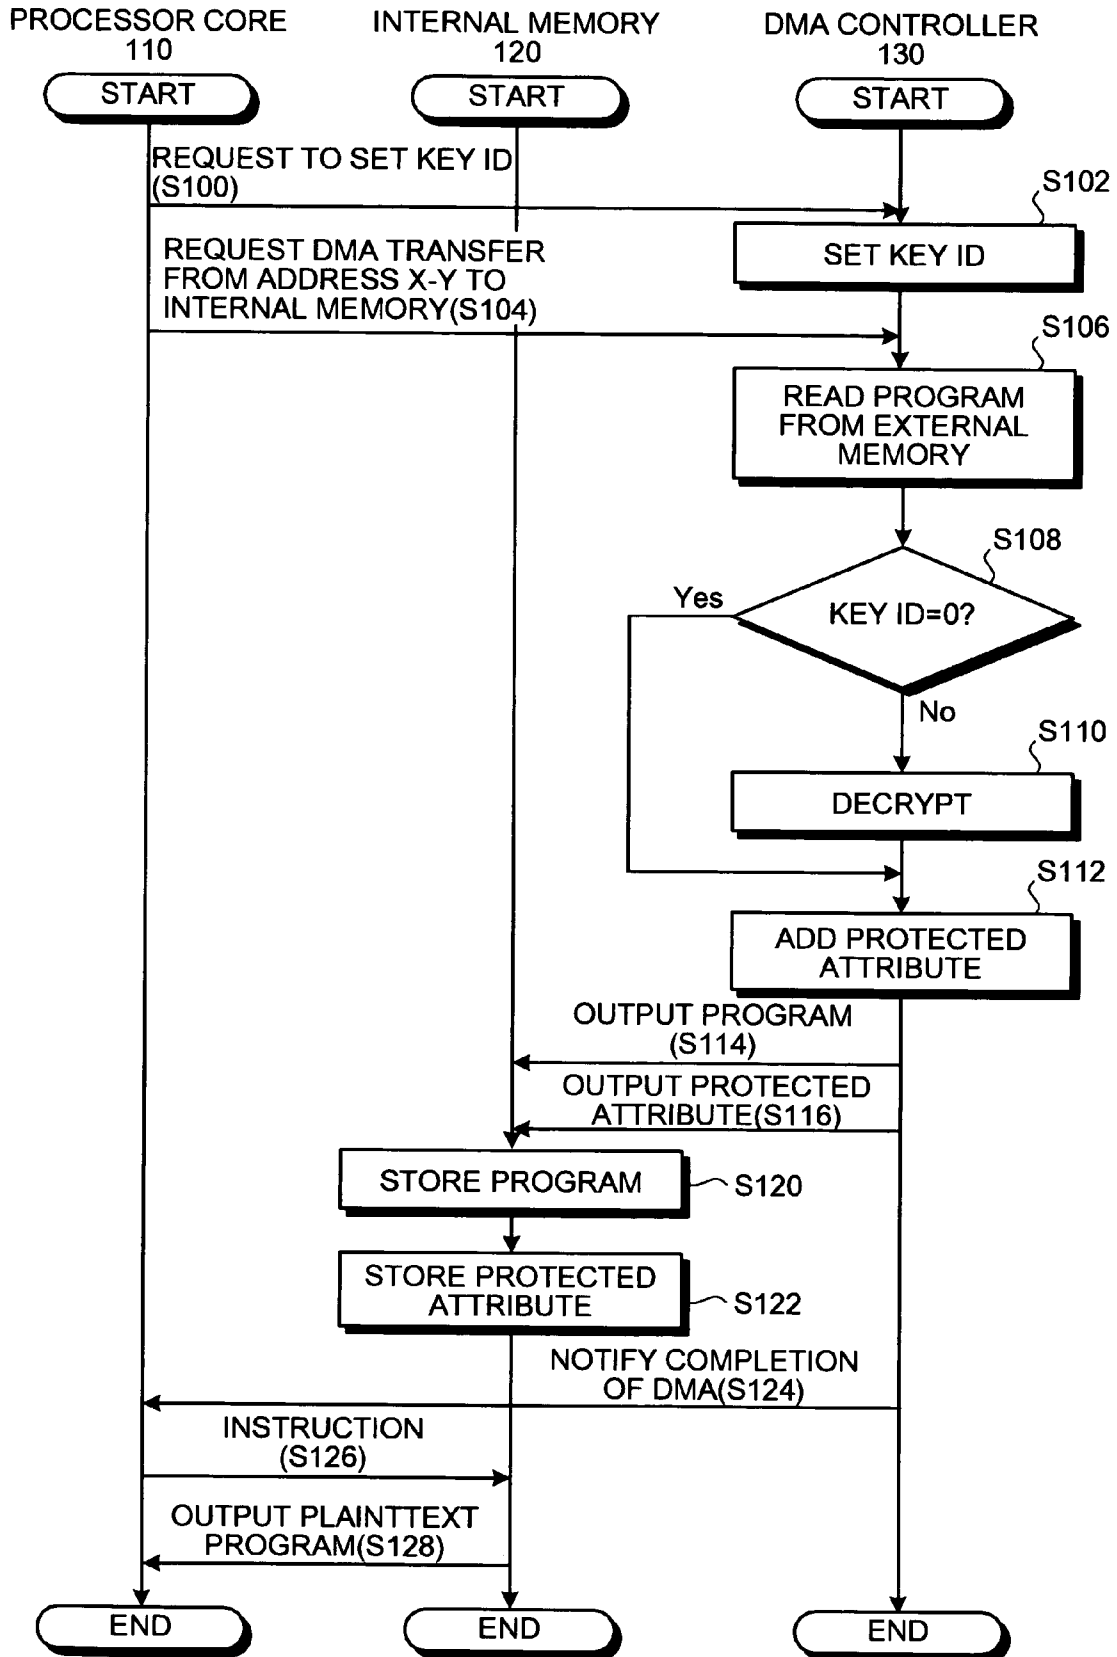 PROCESSOR CORE
110
INTERNAL MEMORY
120
DMA CONTROLLER
130
START
START
START
REQUEST TO SET KEY ID
(S100)
S102
SET KEY ID
REQUEST DMA TRANSFER
FROM ADDRESS X-Y TO
INTERNAL MEMORY(S104)
S106
READ PROGRAM
FROM EXTERNAL
MEMORY
S108
Yes
KEY ID=0?
No
S110
DECRYPT
S112
ADD PROTECTED
ATTRIBUTE
OUTPUT PROGRAM
(S114)
OUTPUT PROTECTED
ATTRIBUTE(S116)
STORE PROGRAM
S120
STORE PROTECTED
ATTRIBUTE
S122
NOTIFY COMPLETION
OF DMA(S124)
INSTRUCTION
(S126)
OUTPUT PLAINTTEXT
PROGRAM(S128)
END
END
END